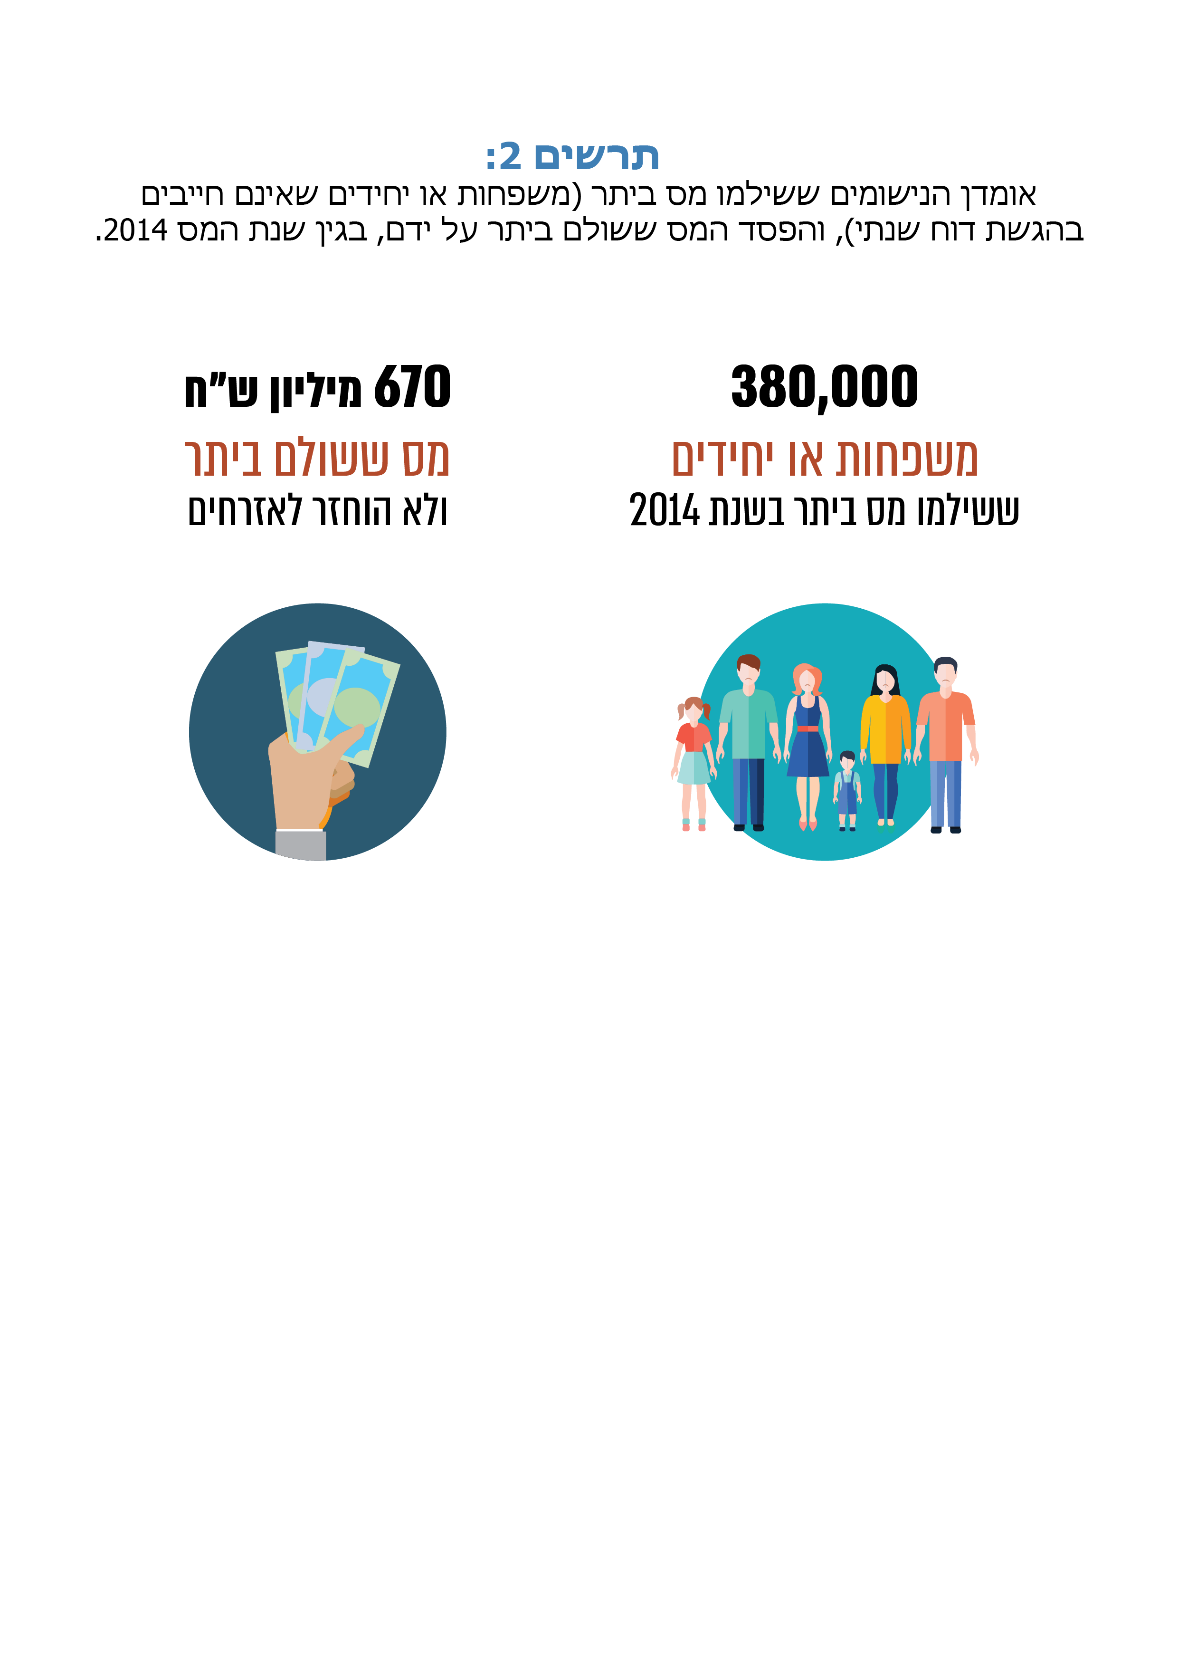 תרשים 2:
אומדן הנישומים ששילמו מס ביתר (משפחות או יחידים שאינם חייבים
בהגשת דוח שנתי), והפסד המס ששולם ביתר על ידם, בגין שנת המס 2014.
380,000
משפחות או יחידים
ששילמו מס ביתר בשנת 2014
670 מיליון ש"ח
מס ששולם ביתר
ולא הוחזר לאזרחים